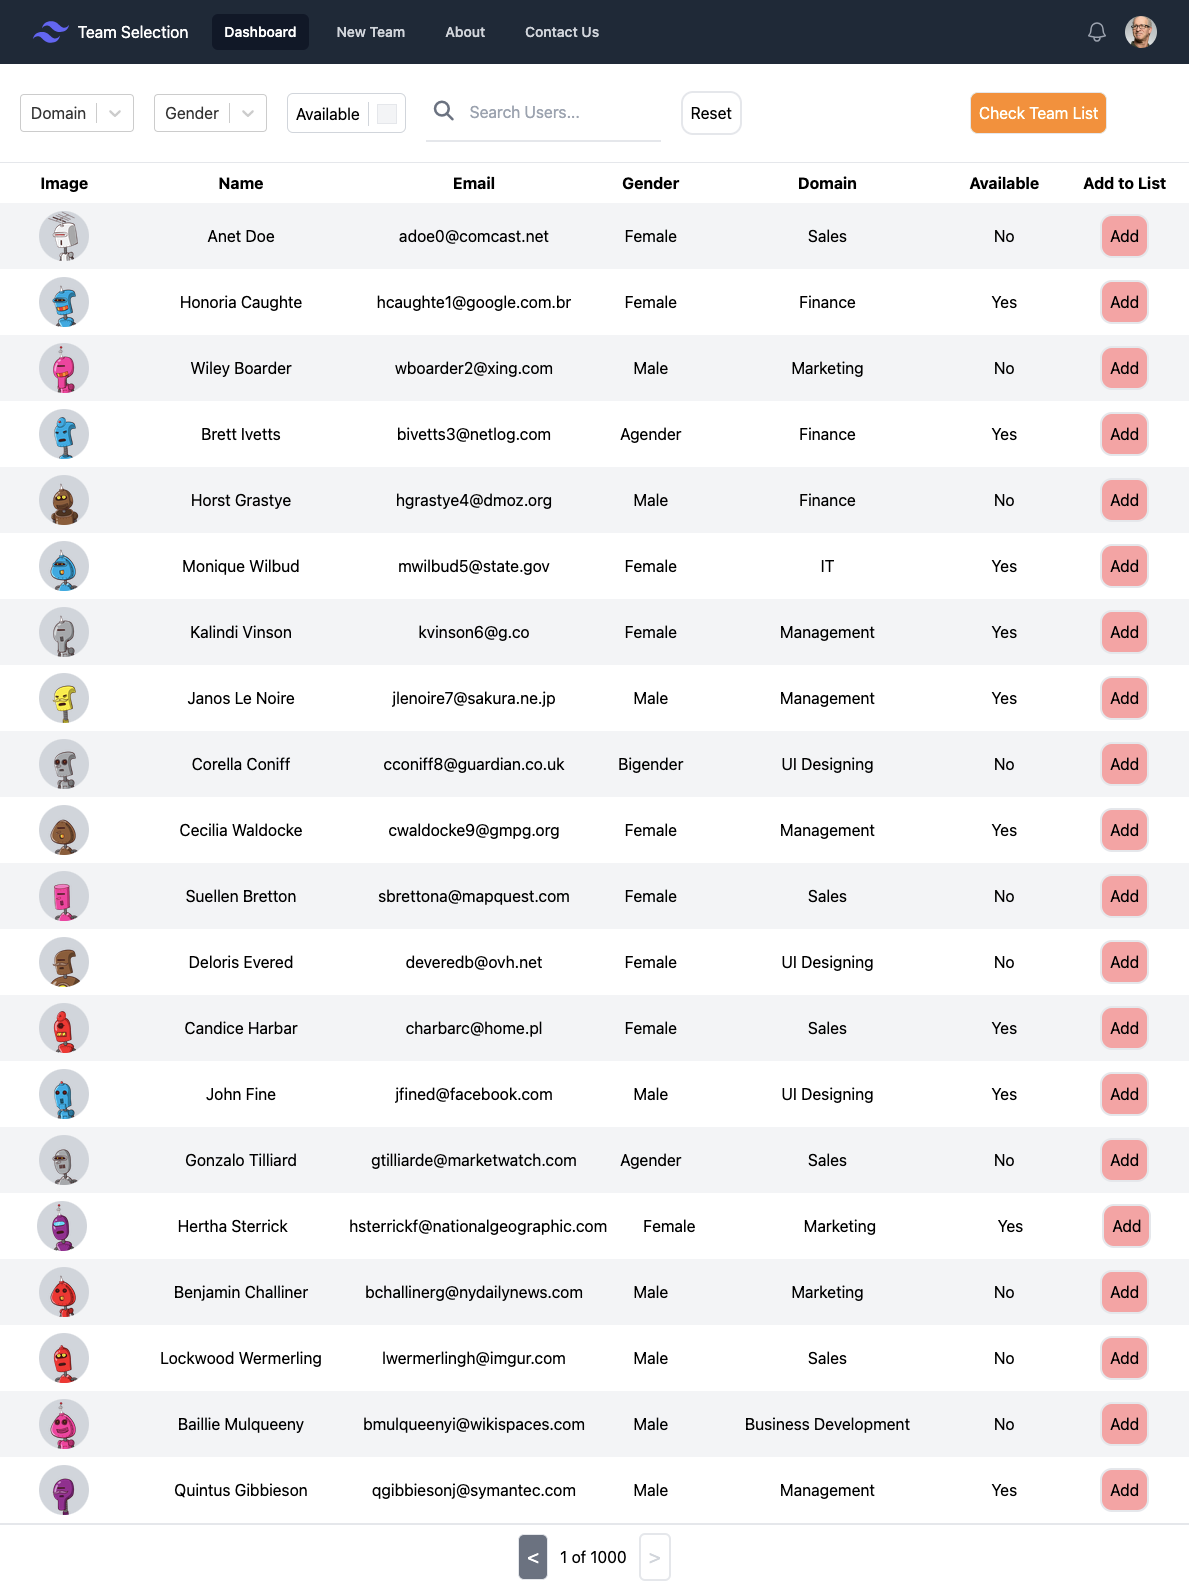 Team Selection Dashboard New Team About Contact Us
Domain Gender Available Search Users... Reset Check Team List
Image Name Email Gender Domain Available Add to List
Anet Doe adoe0@comcast.net Female Sales No Add
Honoria Caughte hcaughte1@google.com.br Female Finance Yes Add
Wiley Boarder wboarder2@xing.com Male Marketing No Add
Brett Ivetts bivetts3@netlog.com Agender Finance Yes Add
Horst Grastye hgrastye4@dmoz.org Male Finance No Add
Monique Wilbud mwilbud5@state.gov Female IT Yes Add
Kalindi Vinson kvinson6@g.co Female Management Yes Add
Janos Le Noire jlenoire7@sakura.ne.jp Male Management Yes Add
Corella Coniff cconiff8@guardian.co.uk Bigender UI Designing No Add
Cecilia Waldocke cwaldocke9@gmpg.org Female Management Yes Add
Suellen Bretton sbrettona@mapquest.com Female Sales No Add
Deloris Evered deveredb@ovh.net Female UI Designing No Add
Candice Harbar charbarc@home.pl Female Sales Yes Add
John Fine jfined@facebook.com Male UI Designing Yes Add
Gonzalo Tilliard gtilliarde@marketwatch.com Agender Sales No Add
Hertha Sterrick hsterrickf@nationalgeographic.com Female Marketing Yes Add
Benjamin Challiner bchallinerg@nydailynews.com Male Marketing No Add
Lockwood Wermerling lwermerlingh@imgur.com Male Sales No Add
Baillie Mulqueeny bmulqueenyi@wikispaces.com Male Business Development No Add
Quintus Gibbieson qgibbiesonj@symantec.com Male Management Yes Add
< 1 of 1000 >